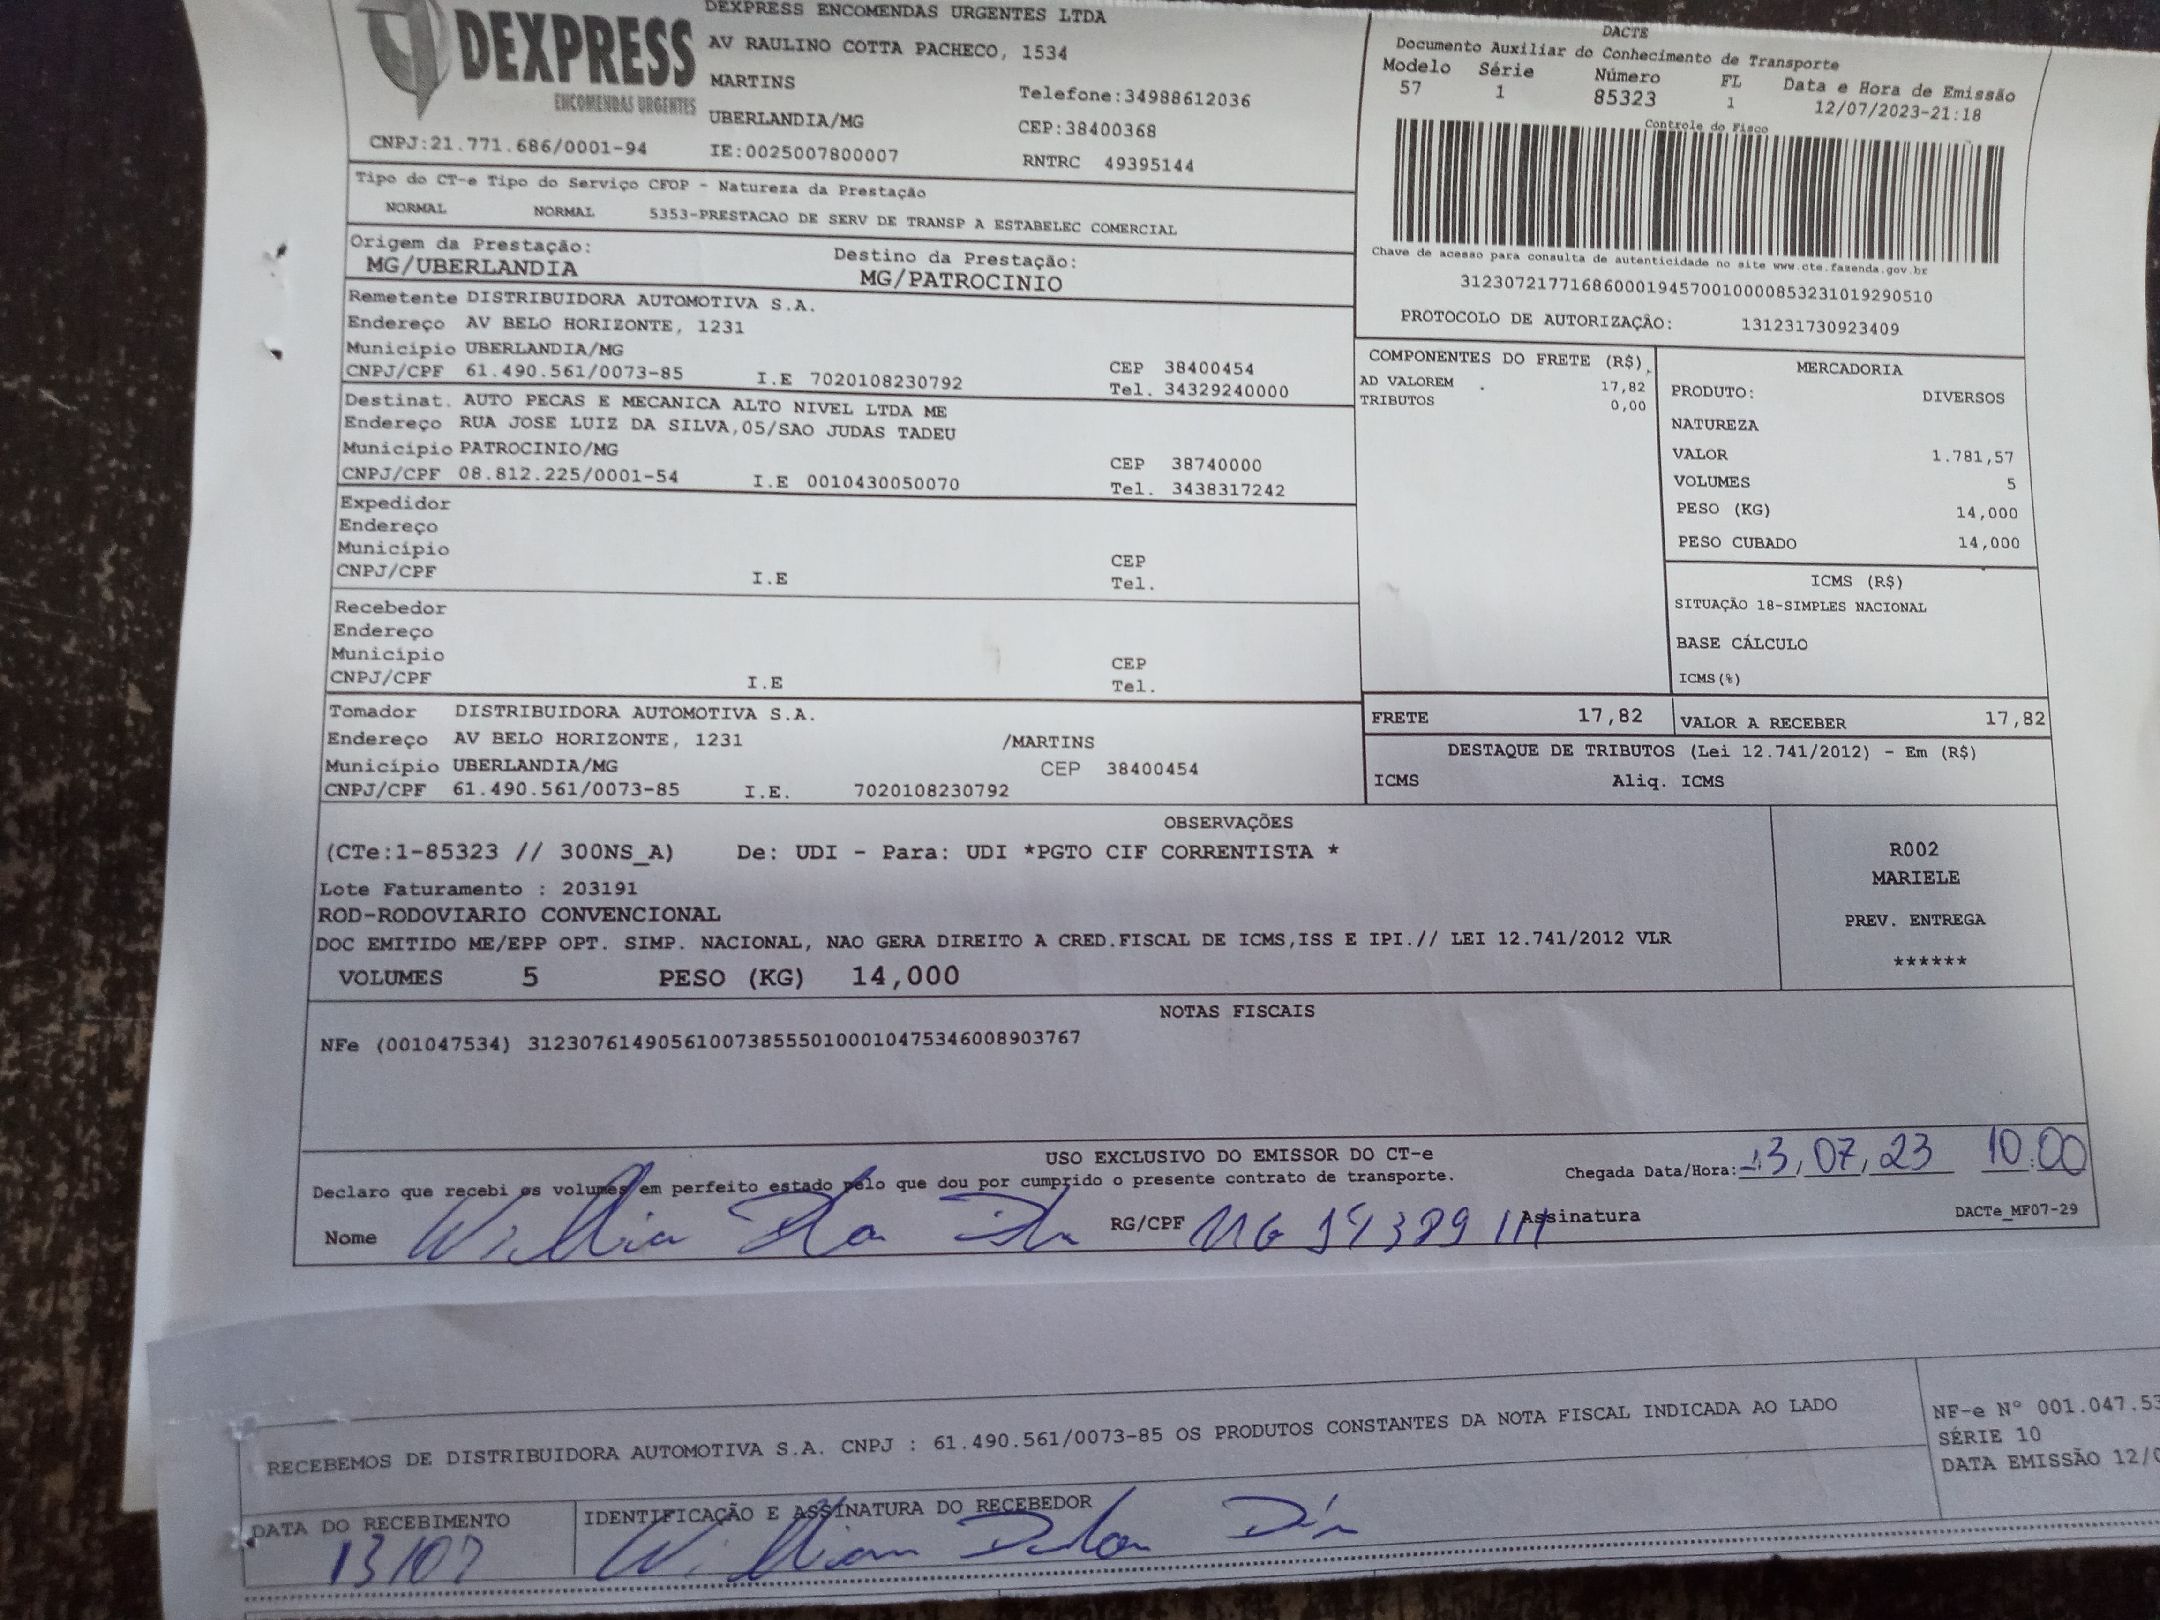 DEXPRESS
ENCOMENDAS URGENTES
CNPJ:21.771.686/0001-94
DEXPRESS ENCOMENDAS URGENTES LTDA
AV RAULINO COTTA PACHECO, 1534
MARTINS
Telefone:34988612036
UBERLANDIA/MG
CEP:38400368
IE:0025007800007
RNTRC 49395144
DACTE
Documento Auxiliar do Conhecimento de Transporte
Modelo Série Número FL Data e Hora de Emissão
57 1 85323 1 12/07/2023-21:18
Controle do Fisco
Chave de acesso para consulta de autenticidade no site www.cte.fazenda.gov.br
31230721771686000194570010000853231019290510
PROTOCOLO DE AUTORIZAÇÃO: 131231730923409
Tipo do CT-e Tipo do Serviço CFOP - Natureza da Prestação
NORMAL NORMAL 5353-PRESTACAO DE SERV DE TRANSP A ESTABELEC COMERCIAL
Origem da Prestação: Destino da Prestação:
MG/UBERLANDIA MG/PATROCINIO
Remetente DISTRIBUIDORA AUTOMOTIVA S.A.
Endereço AV BELO HORIZONTE, 1231
Município UBERLANDIA/MG CEP 38400454
CNPJ/CPF 61.490.561/0073-85 I.E 7020108230792 Tel. 34329240000
Destinat. AUTO PECAS E MECANICA ALTO NIVEL LTDA ME
Endereço RUA JOSE LUIZ DA SILVA,05/SAO JUDAS TADEU
Município PATROCINIO/MG CEP 38740000
CNPJ/CPF 08.812.225/0001-54 I.E 0010430050070 Tel. 3438317242
Expedidor
Endereço
Município CEP
CNPJ/CPF I.E Tel.
Recebedor
Endereço
Município CEP
CNPJ/CPF I.E Tel.
Tomador DISTRIBUIDORA AUTOMOTIVA S.A.
Endereço AV BELO HORIZONTE, 1231 /MARTINS
Município UBERLANDIA/MG CEP 38400454
CNPJ/CPF 61.490.561/0073-85 I.E. 7020108230792
COMPONENTES DO FRETE (R$)
AD VALOREM 17,82
TRIBUTOS 0,00
MERCADORIA
PRODUTO: DIVERSOS
NATUREZA
VALOR 1.781,57
VOLUMES 5
PESO (KG) 14,000
PESO CUBADO 14,000
ICMS (R$)
SITUAÇÃO 18-SIMPLES NACIONAL
BASE CÁLCULO
ICMS(%)
FRETE 17,82 VALOR A RECEBER 17,82
DESTAQUE DE TRIBUTOS (Lei 12.741/2012) - Em (R$)
ICMS Aliq. ICMS
OBSERVAÇÕES
(CTe:1-85323 // 300NS_A) De: UDI - Para: UDI *PGTO CIF CORRENTISTA *
Lote Faturamento : 203191
ROD-RODOVIARIO CONVENCIONAL
DOC EMITIDO ME/EPP OPT. SIMP. NACIONAL, NAO GERA DIREITO A CRED.FISCAL DE ICMS,ISS E IPI.// LEI 12.741/2012 VLR
VOLUMES 5 PESO (KG) 14,000
R002
MARIELE
PREV. ENTREGA
******
NOTAS FISCAIS
NFe (001047534) 31230761490561007385550100010475346008903767
USO EXCLUSIVO DO EMISSOR DO CT-e
Declaro que recebi os volumes em perfeito estado pelo que dou por cumprido o presente contrato de transporte.
Chegada Data/Hora: 13,07,23 10:00
Nome RG/CPF Assinatura
DACTe_MF07-29
RECEBEMOS DE DISTRIBUIDORA AUTOMOTIVA S.A. CNPJ : 61.490.561/0073-85 OS PRODUTOS CONSTANTES DA NOTA FISCAL INDICADA AO LADO
NF-e Nº 001.047.53
SÉRIE 10
DATA EMISSÃO 12/0
DATA DO RECEBIMENTO
13/07
IDENTIFICAÇÃO E ASSINATURA DO RECEBEDOR
Willian